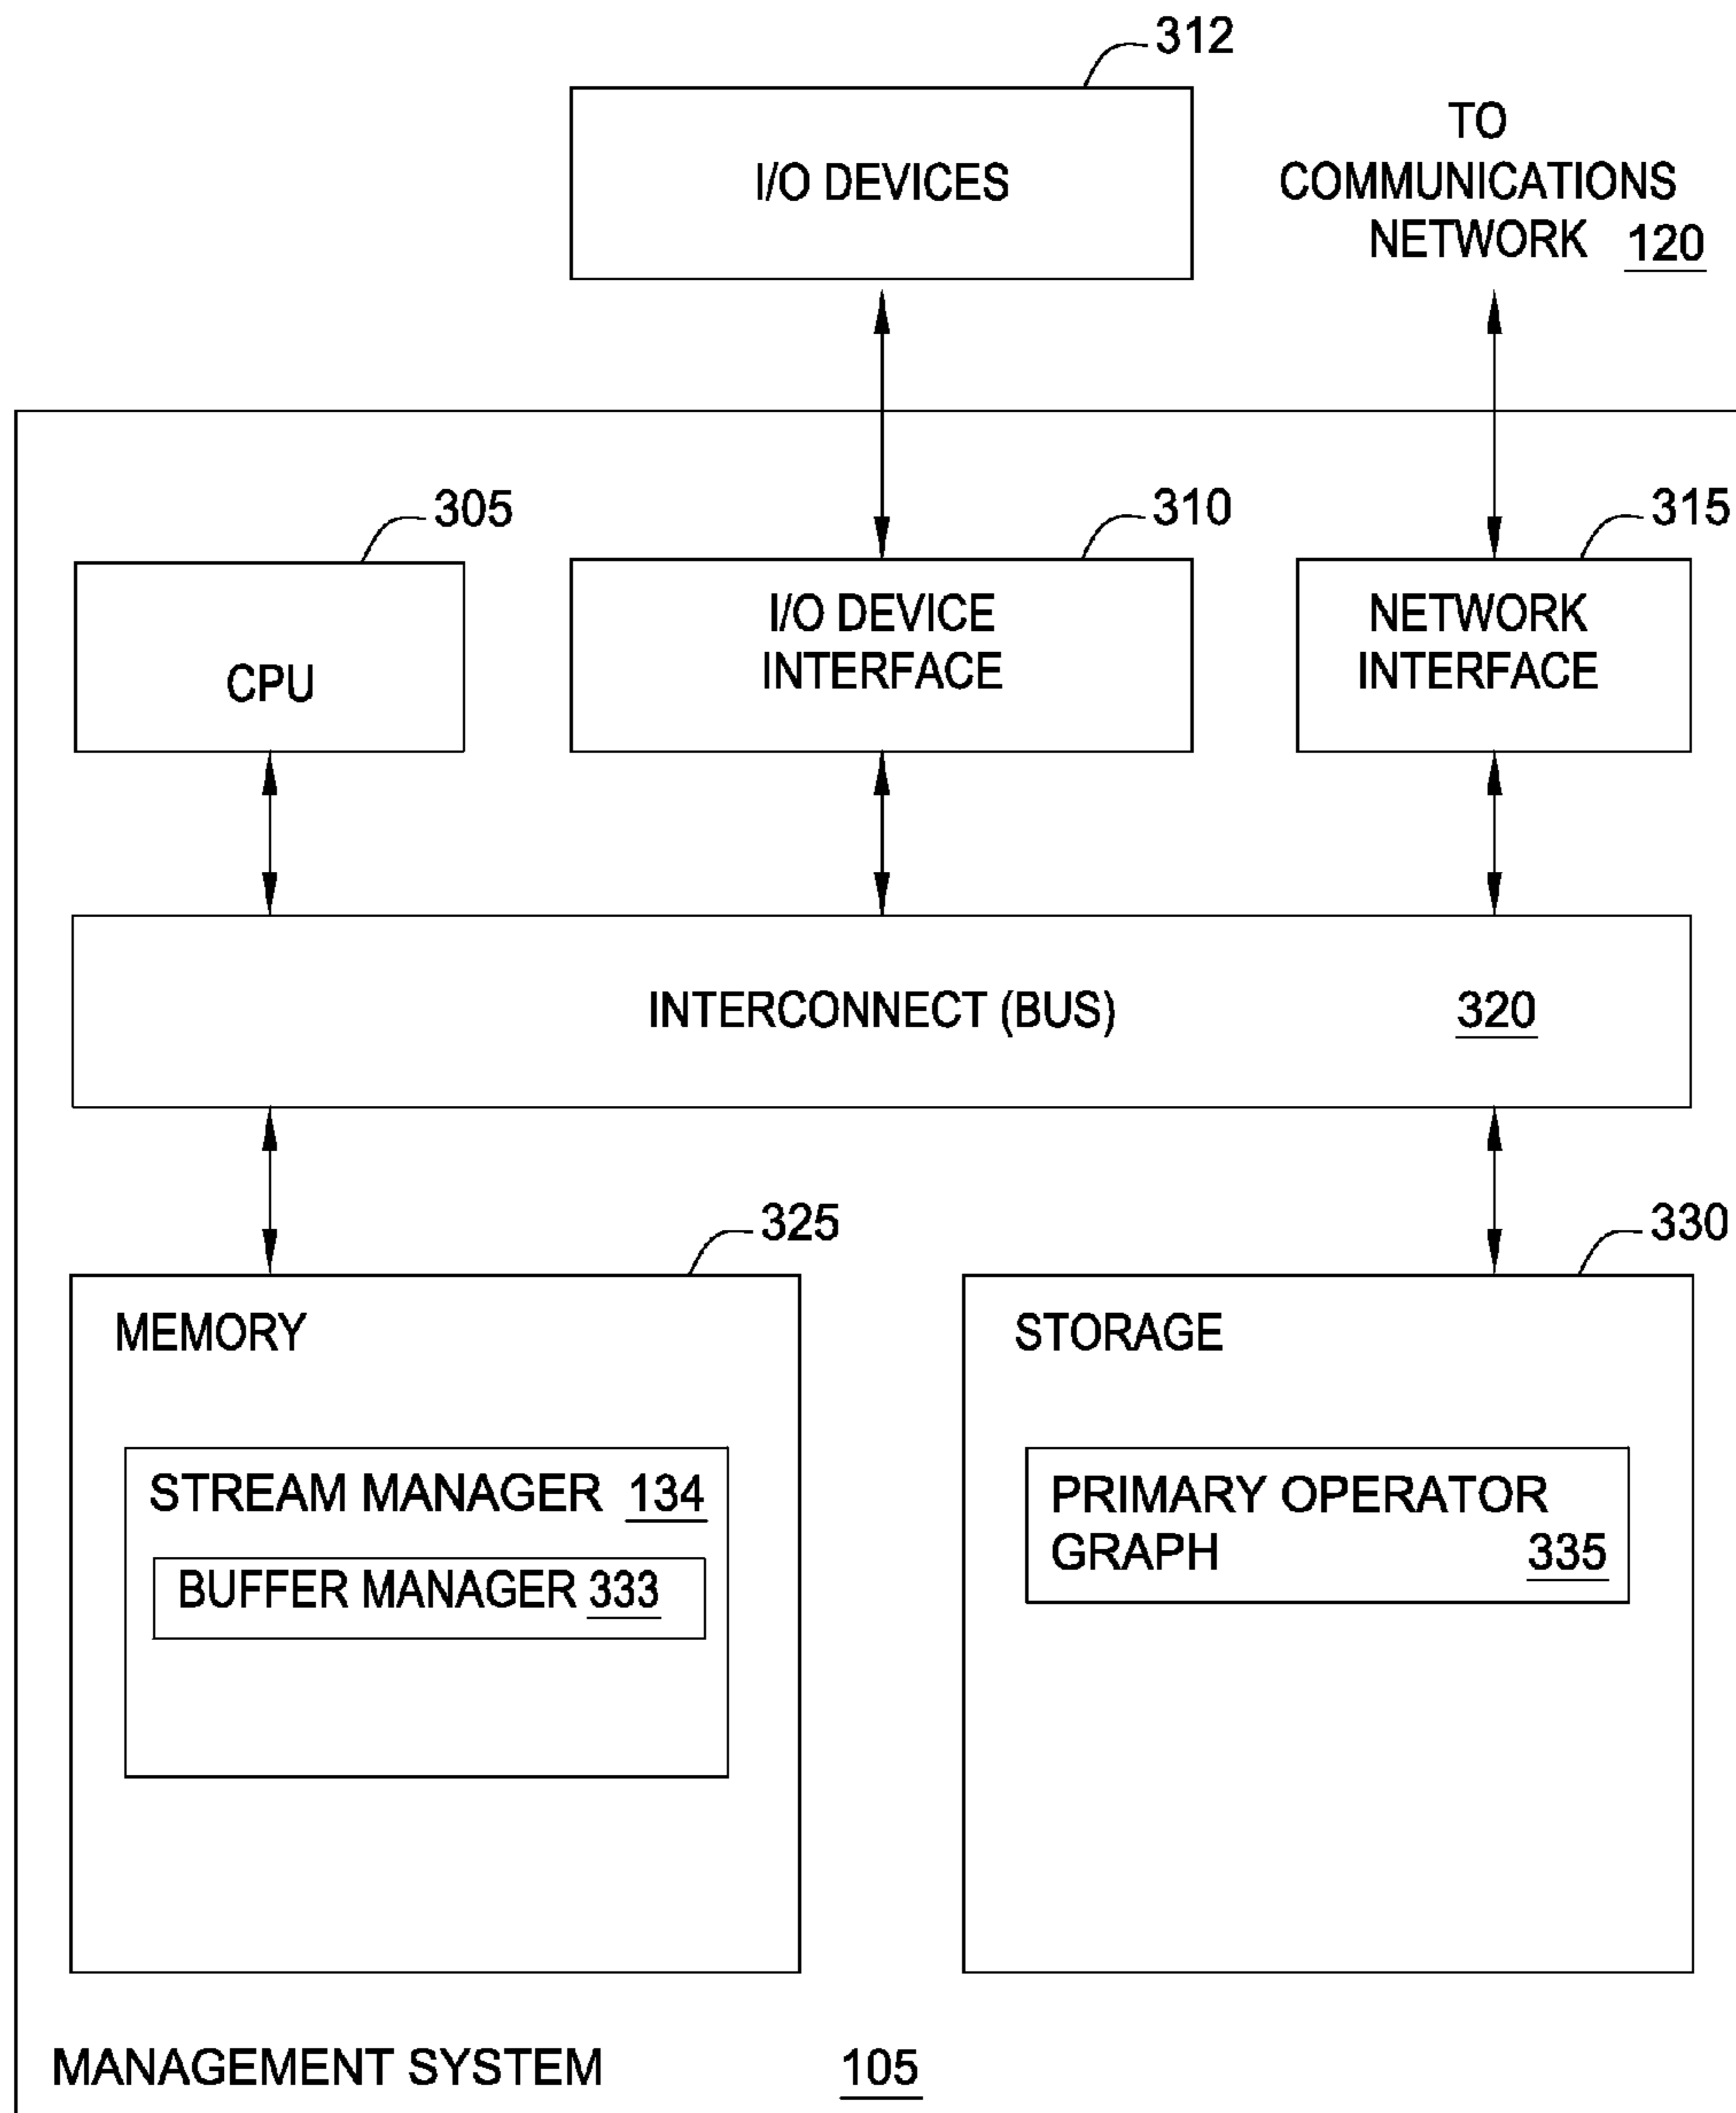 312
I/O DEVICES
TO
COMMUNICATIONS
NETWORK 120
305
310
315
CPU
I/O DEVICE
INTERFACE
NETWORK
INTERFACE
INTERCONNECT (BUS) 320
325
330
MEMORY
STREAM MANAGER 134
BUFFER MANAGER 333
STORAGE
PRIMARY OPERATOR
GRAPH 335
MANAGEMENT SYSTEM 105